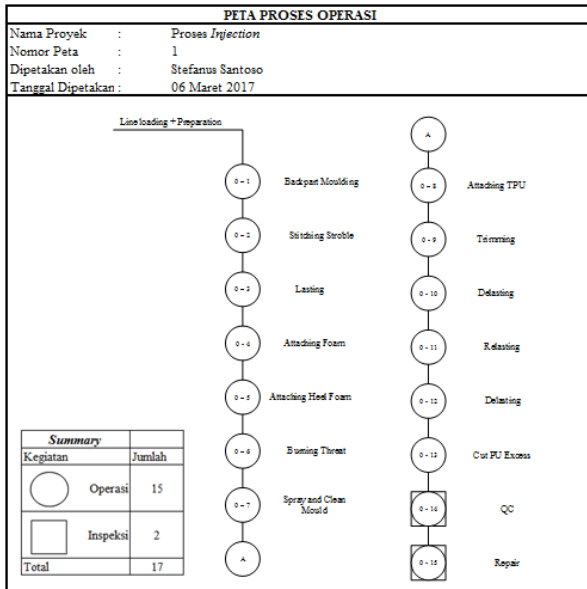 PETA PROSES OPERASI
Nama Proyek : Proses Injection
Nomor Peta : 1
Dipetakan oleh : Stefanus Santoso
Tanggal Dipetakan : 06 Maret 2017
Line loading + Preparation
0 - 1 Backpart Moulding
0 - 2 Stitching Stroble
0 - 3 Lasting
0 - 4 Attaching Foam
0 - 5 Attaching Heel Foam
0 - 6 Burning Threat
0 - 7 Spray and Clean
Mould
A
A
0 - 8 Attaching TPU
0 - 9 Trimming
0 - 10 Delasting
0 - 11 Relasting
0 - 12 Delasting
0 - 13 Cut PU Excess
0 - 14 QC
0 - 15 Repair
Summary
Kegiatan Jumlah
Operasi 15
Inspeksi 2
Total 17